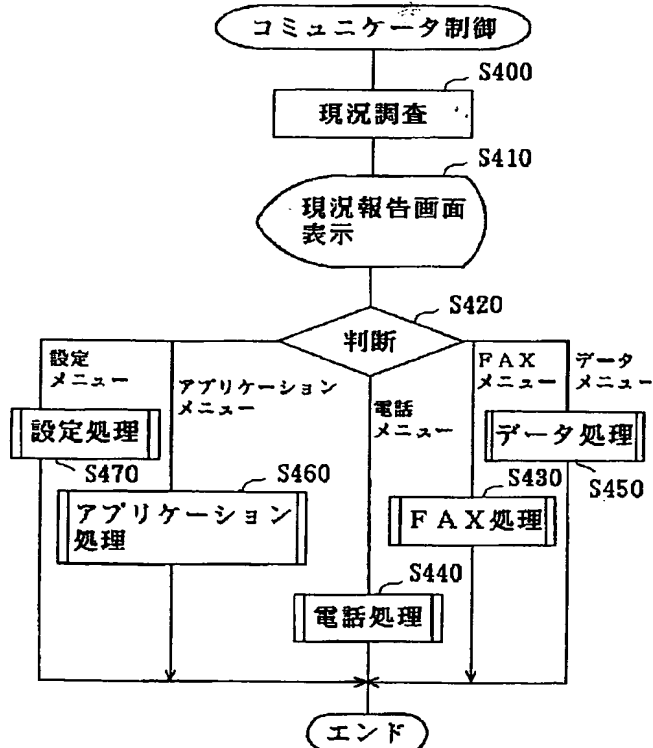 コミュニケータ制御
S400
現況調査
S410
現況報告画面
表示
S420
判断
設定
メニュー
アプリケーション
メニュー
電話
メニュー
FAX
メニュー
データ
メニュー
設定処理
S470
データ処理
S450
S460
アプリケーション
処理
S430
FAX処理
S440
電話処理
エンド